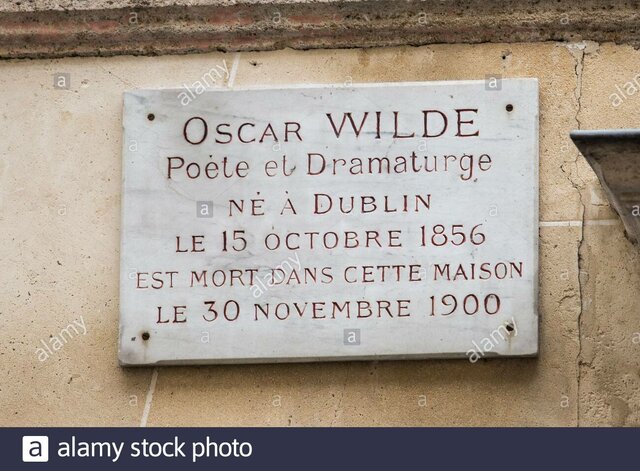 OSCAR WILDE
Poète et Dramaturge
NÉ À DUBLIN
LE 15 OCTOBRE 1856
EST MORT DANS CETTE MAISON
LE 30 NOVEMBRE 1900
a alamy stock photo